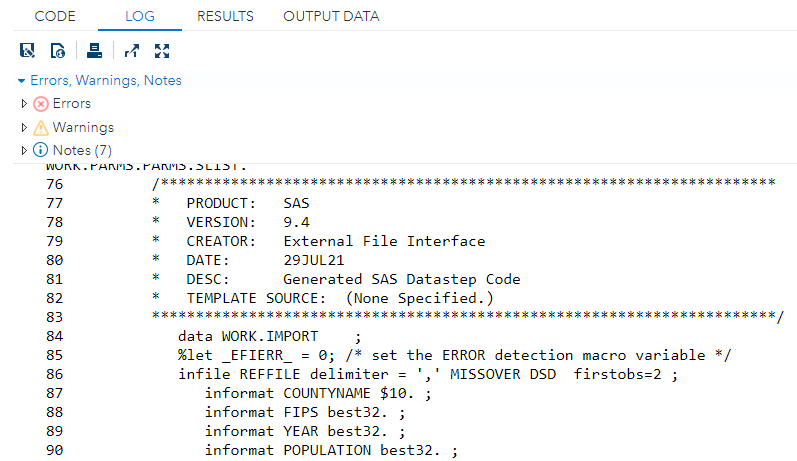 CODE LOG RESULTS OUTPUT DATA
Errors, Warnings, Notes
Errors
Warnings
Notes (7)
WORK.PARMS.PARMS.SLIST.
76 /***********************************************************************
77 * PRODUCT: SAS
78 * VERSION: 9.4
79 * CREATOR: External File Interface
80 * DATE: 29JUL21
81 * DESC: Generated SAS Datastep Code
82 * TEMPLATE SOURCE: (None Specified.)
83 ***********************************************************************/
84 data WORK.IMPORT ;
85 %let _EFIERR_ = 0; /* set the ERROR detection macro variable */
86 infile REFFILE delimiter = ',' MISSOVER DSD firstobs=2 ;
87 informat COUNTYNAME $10. ;
88 informat FIPS best32. ;
89 informat YEAR best32. ;
90 informat POPULATION best32. ;